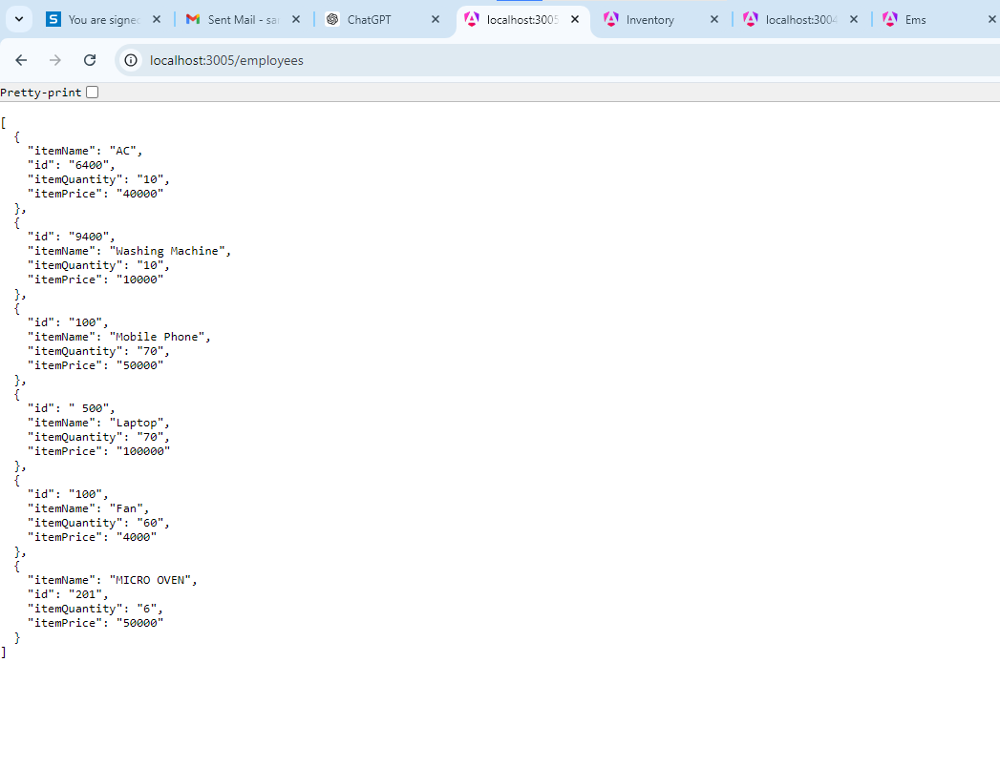 You are signe
Sent Mail - sa
ChatGPT
localhost:3005
Inventory
localhost:3004
Ems
localhost:3005/employees
Pretty-print
[
  {
    "itemName": "AC",
    "id": "6400",
    "itemQuantity": "10",
    "itemPrice": "40000"
  },
  {
    "id": "9400",
    "itemName": "Washing Machine",
    "itemQuantity": "10",
    "itemPrice": "10000"
  },
  {
    "id": "100",
    "itemName": "Mobile Phone",
    "itemQuantity": "70",
    "itemPrice": "50000"
  },
  {
    "id": " 500",
    "itemName": "Laptop",
    "itemQuantity": "70",
    "itemPrice": "100000"
  },
  {
    "id": "100",
    "itemName": "Fan",
    "itemQuantity": "60",
    "itemPrice": "4000"
  },
  {
    "itemName": "MICRO OVEN",
    "id": "201",
    "itemQuantity": "6",
    "itemPrice": "50000"
  }
]